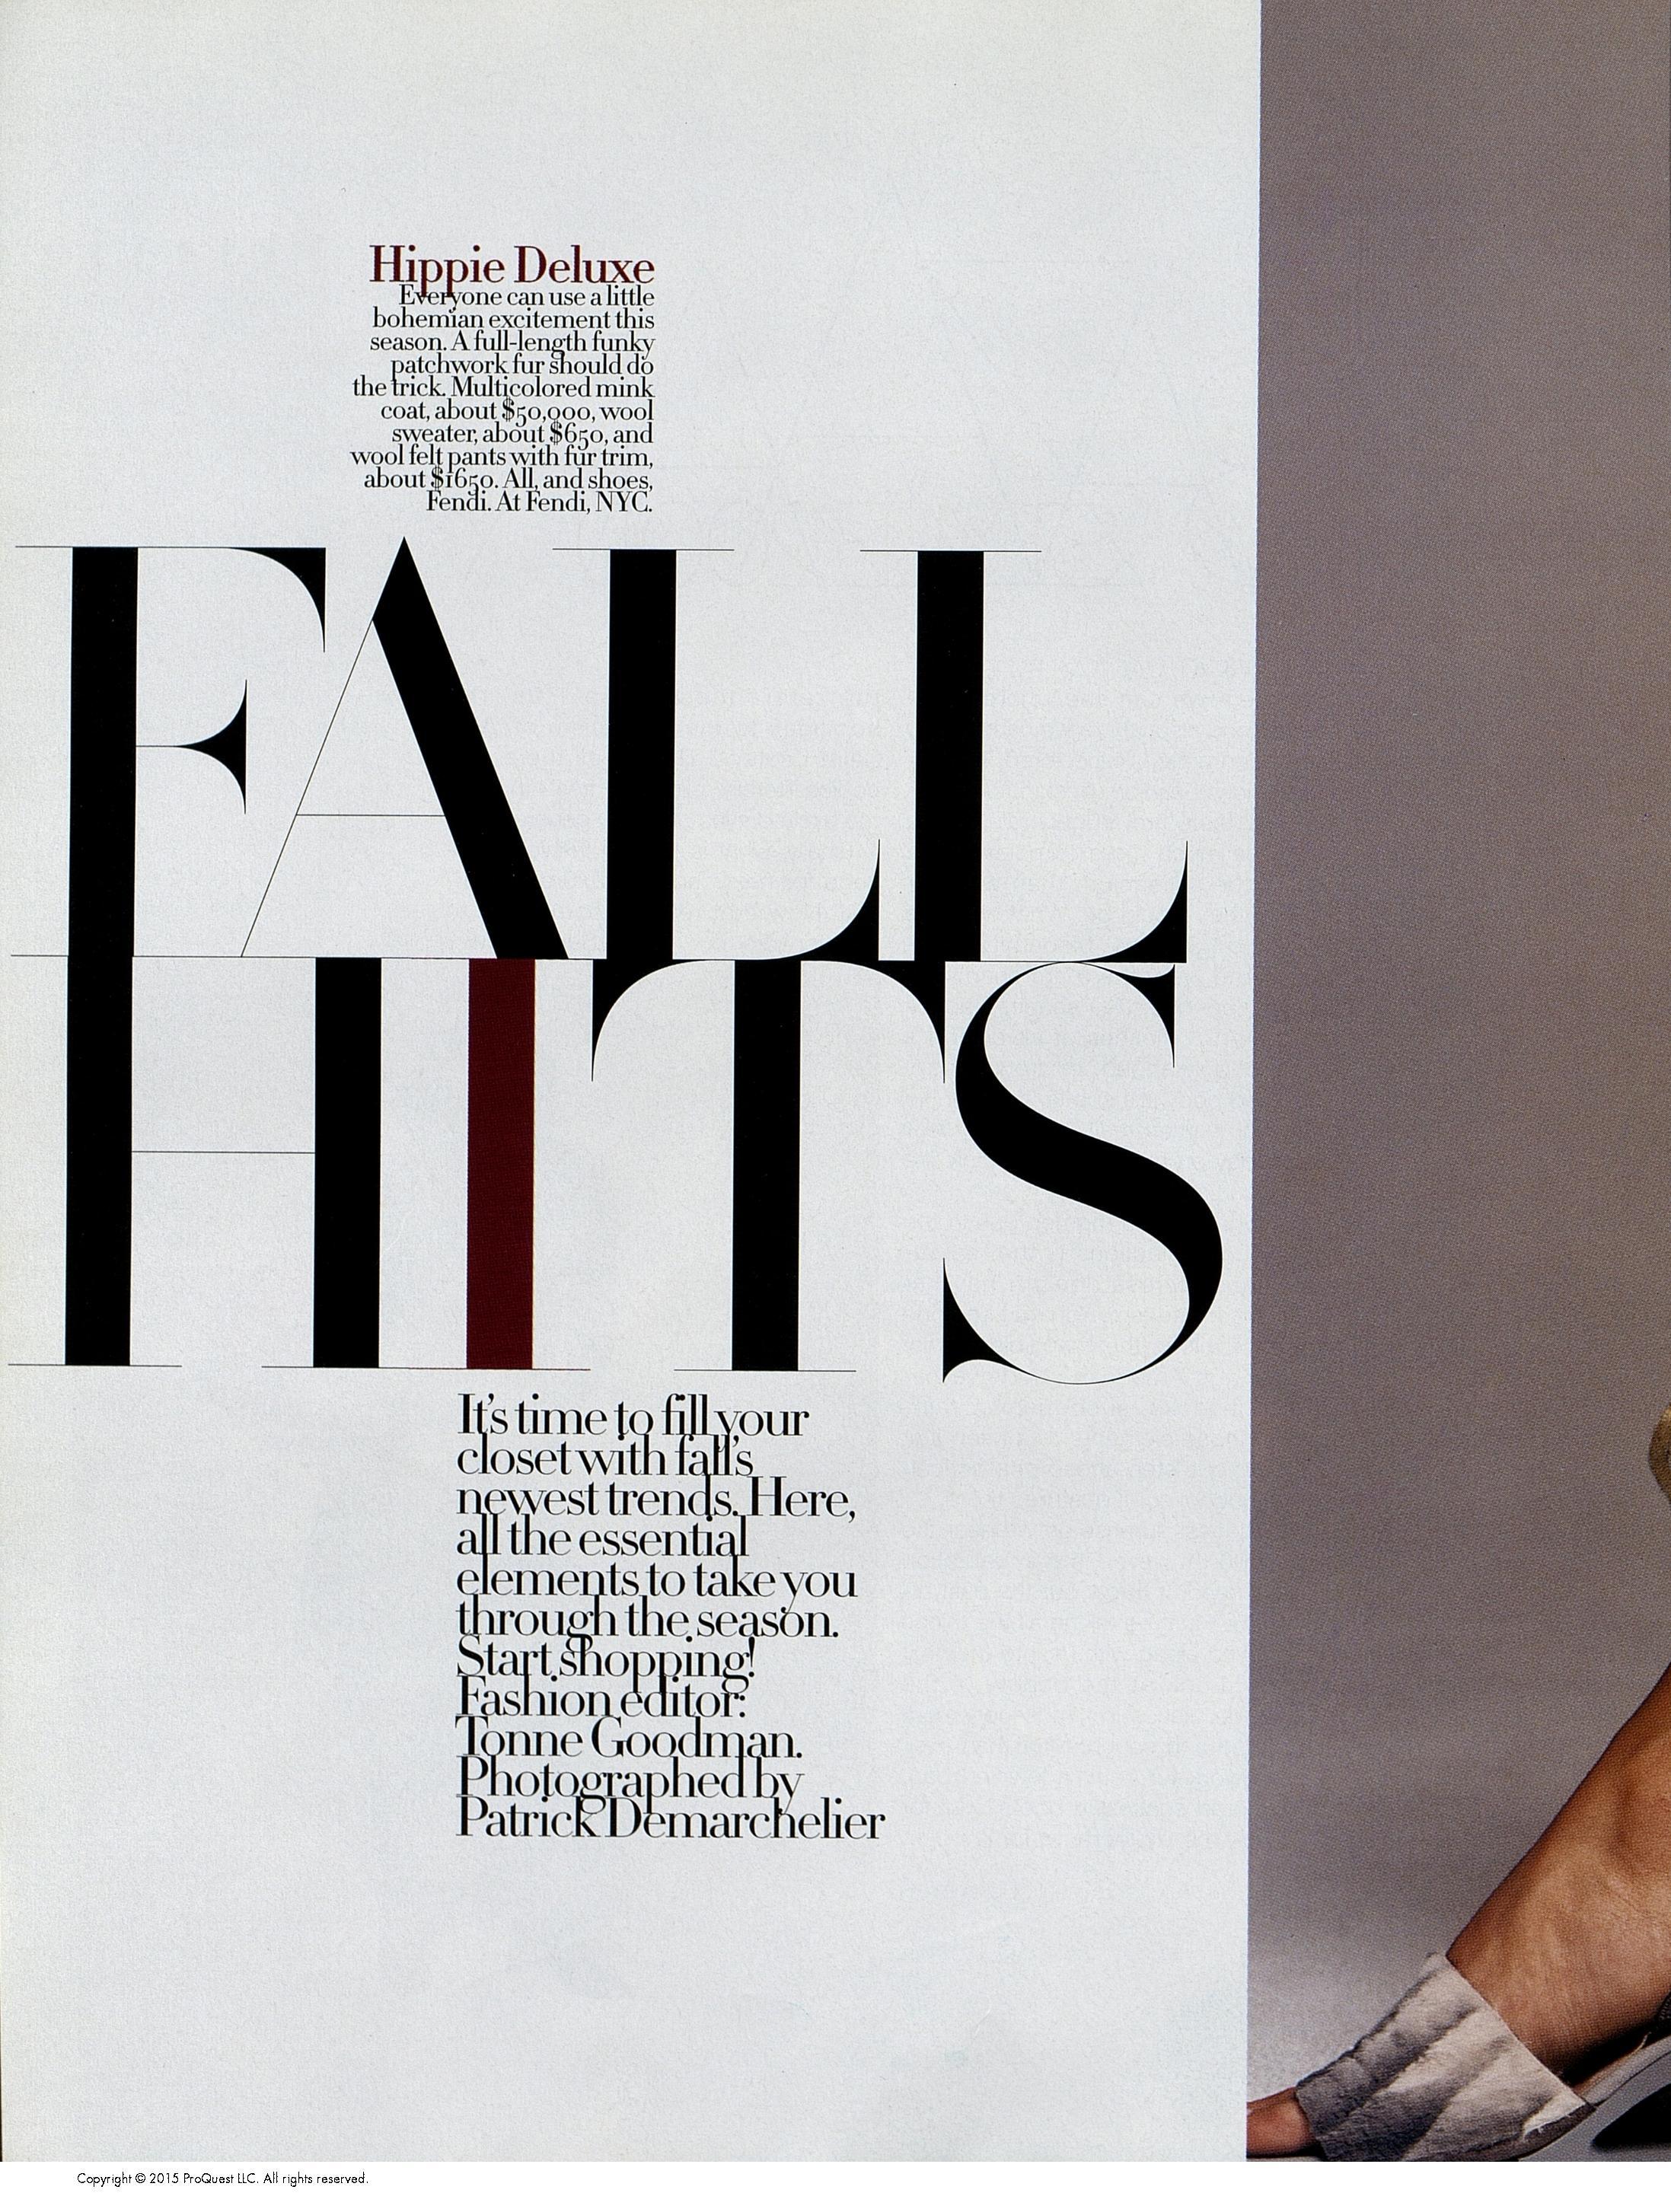 Hippie Deluxe
Everyone can use a little
bohemian excitement this
season. A full-length funky
patchwork fur should do
the trick. Multicolored mink
coat, about $50,000, wool
sweater, about $650, and
wool felt pants with fur trim,
about $1650. All, and shoes,
Fendi. At Fendi, NYC.
FALL
HITS
It's time to fill your
closet with fall's
newest trends. Here,
all the essential
elements to take you
through the season.
Start shopping!
Fashion editor:
Tonne Goodman.
Photographed by
Patrick Demarchelier
Copyright © 2015 ProQuest LLC. All rights reserved.